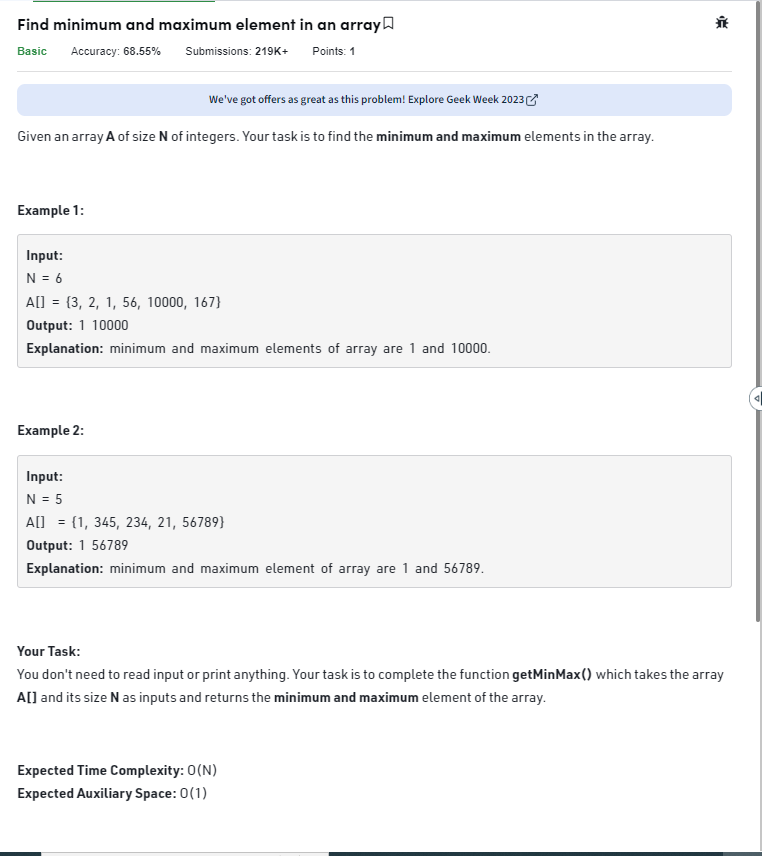 Find minimum and maximum element in an array
Basic Accuracy: 68.55% Submissions: 219K+ Points: 1
We've got offers as great as this problem! Explore Geek Week 2023
Given an array A of size N of integers. Your task is to find the minimum and maximum elements in the array.
Example 1:
Input:
N = 6
A[] = {3, 2, 1, 56, 10000, 167}
Output: 1 10000
Explanation: minimum and maximum elements of array are 1 and 10000.
Example 2:
Input:
N = 5
A[] = {1, 345, 234, 21, 56789}
Output: 1 56789
Explanation: minimum and maximum element of array are 1 and 56789.
Your Task:
You don't need to read input or print anything. Your task is to complete the function getMinMax() which takes the array
A[] and its size N as inputs and returns the minimum and maximum element of the array.
Expected Time Complexity: O(N)
Expected Auxiliary Space: O(1)